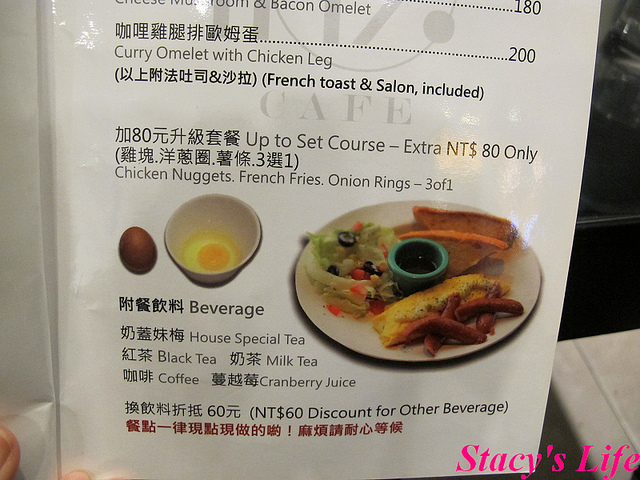 Cheese Mushroom & Bacon Omelet ........180
咖哩雞腿排歐姆蛋........200
Curry Omelet with Chicken Leg
(以上附法吐司&沙拉) (French toast & Salon, included)
CAFE
加80元升級套餐 Up to Set Course – Extra NT$ 80 Only
(雞塊.洋蔥圈.薯條.3選1)
Chicken Nuggets. French Fries. Onion Rings – 3of1
附餐飲料 Beverage
奶蓋妹梅 House Special Tea
紅茶 Black Tea 奶茶 Milk Tea
咖啡 Coffee 蔓越莓Cranberry Juice
換飲料折抵 60元 (NT$60 Discount for Other Beverage)
餐點一律現點現做的喲！麻煩請耐心等候
Stacy's Life